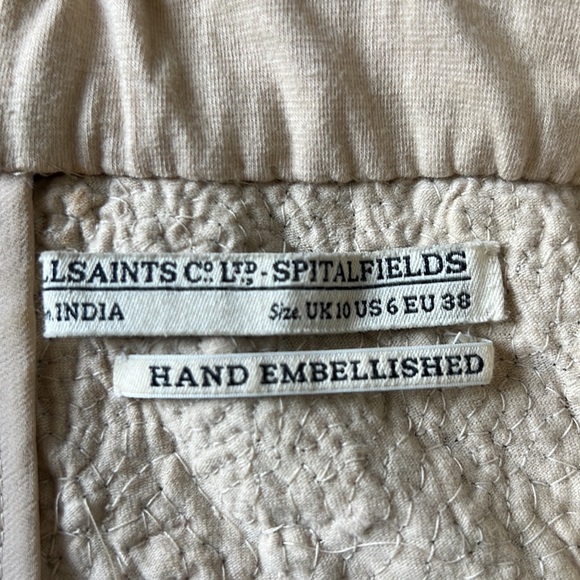 LSAINTS Co. LTD - SPITALFIELDS
INDIA Size. UK 10 US 6 EU 38
HAND EMBELLISHED